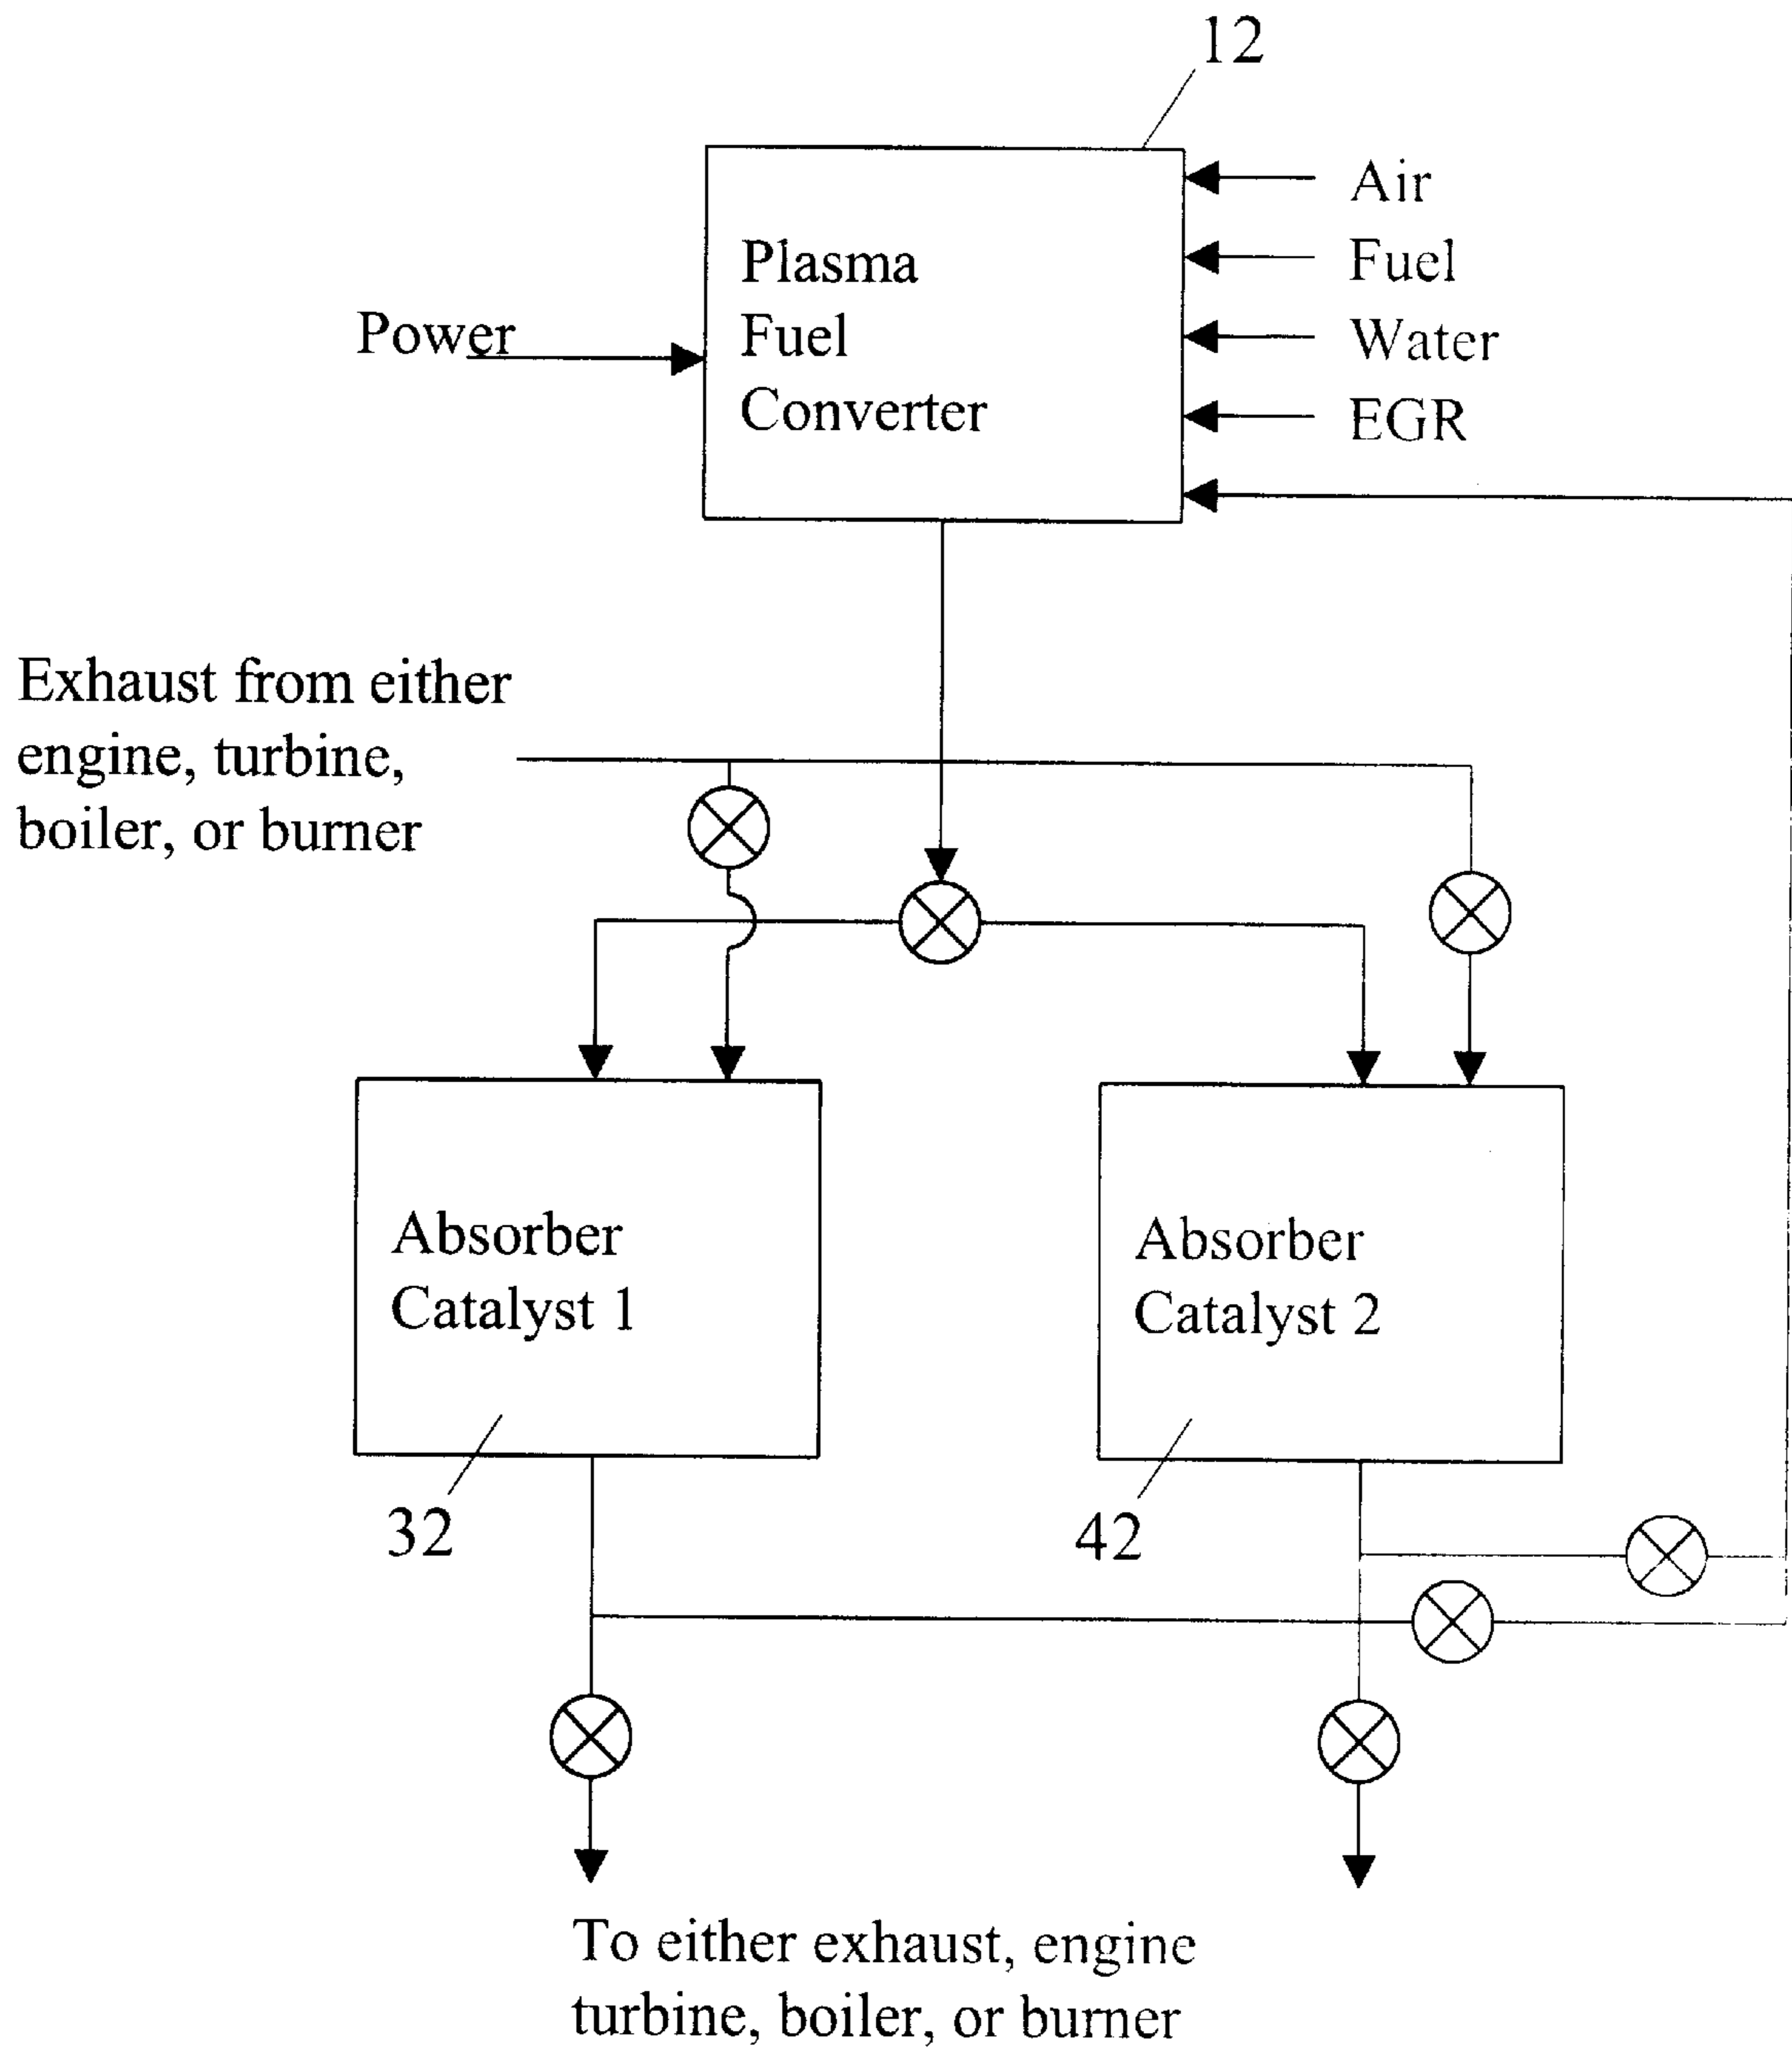 12
Air
Plasma
Fuel
Fuel
Power
Water
Converter
EGR
Exhaust from either
engine, turbine,
boiler, or burner
Absorber
Catalyst 1
Absorber
Catalyst 2
32
42
To either exhaust, engine
turbine, boiler, or burner